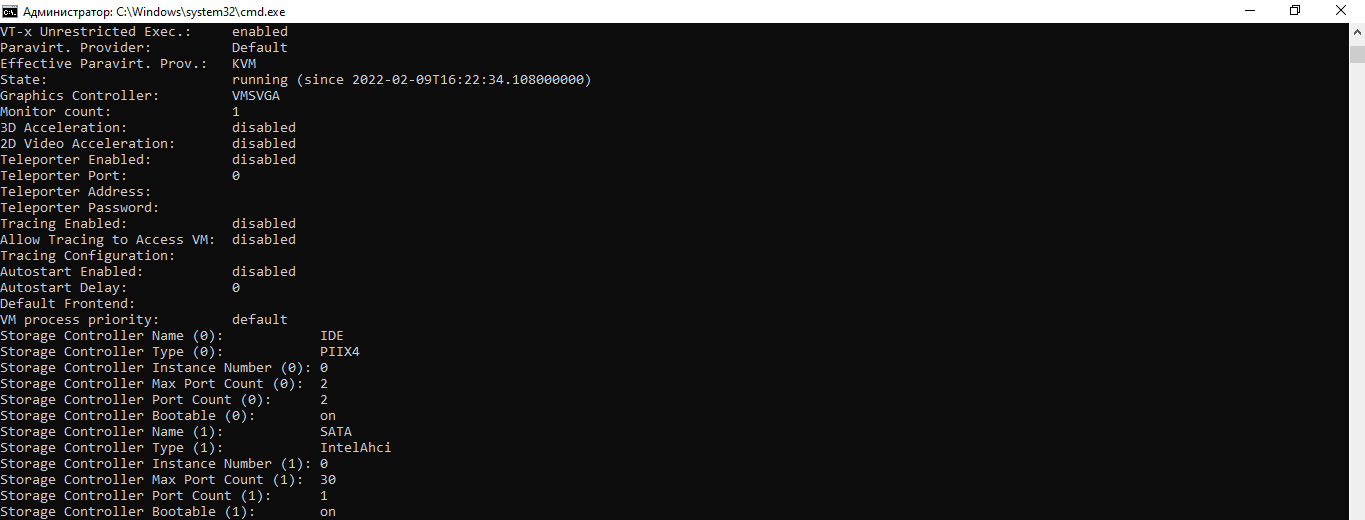 Администратор: C:\Windows\system32\cmd.exe
VT-x Unrestricted Exec.: enabled
Paravirt. Provider: Default
Effective Paravirt. Prov.: KVM
State: running (since 2022-02-09T16:22:34.108000000)
Graphics Controller: VMSVGA
Monitor count: 1
3D Acceleration: disabled
2D Video Acceleration: disabled
Teleporter Enabled: disabled
Teleporter Port: 0
Teleporter Address:
Teleporter Password:
Tracing Enabled: disabled
Allow Tracing to Access VM: disabled
Tracing Configuration:
Autostart Enabled: disabled
Autostart Delay: 0
Default Frontend:
VM process priority: default
Storage Controller Name (0): IDE
Storage Controller Type (0): PIIX4
Storage Controller Instance Number (0): 0
Storage Controller Max Port Count (0): 2
Storage Controller Port Count (0): 2
Storage Controller Bootable (0): on
Storage Controller Name (1): SATA
Storage Controller Type (1): IntelAhci
Storage Controller Instance Number (1): 0
Storage Controller Max Port Count (1): 30
Storage Controller Port Count (1): 1
Storage Controller Bootable (1): on